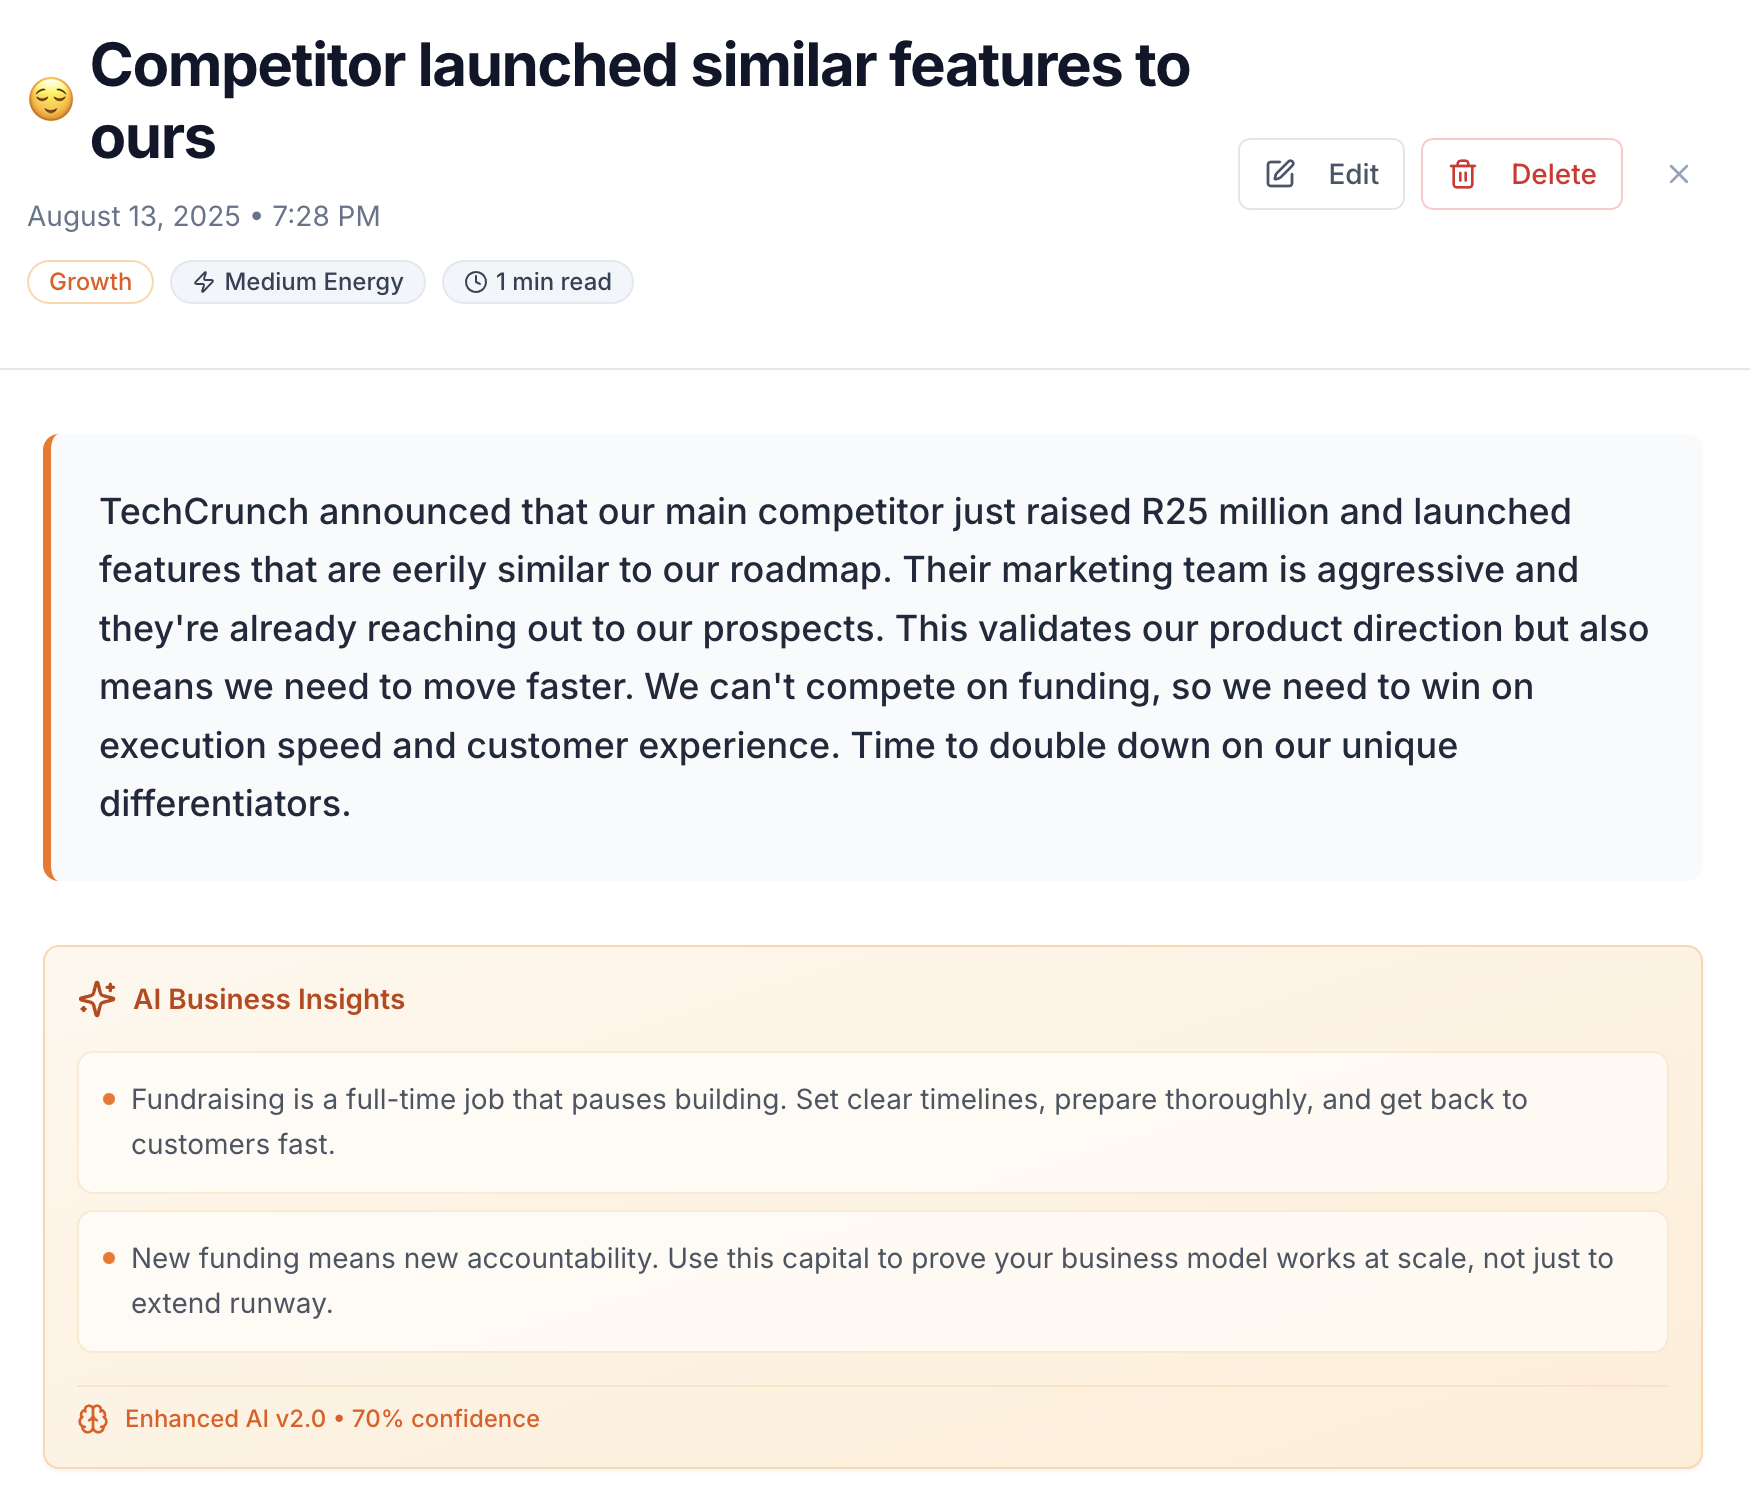 Competitor launched similar features to
ours
Edit
Delete
August 13, 2025 • 7:28 PM
Growth
Medium Energy
1 min read
TechCrunch announced that our main competitor just raised R25 million and launched
features that are eerily similar to our roadmap. Their marketing team is aggressive and
they're already reaching out to our prospects. This validates our product direction but also
means we need to move faster. We can't compete on funding, so we need to win on
execution speed and customer experience. Time to double down on our unique
differentiators.
AI Business Insights
• Fundraising is a full-time job that pauses building. Set clear timelines, prepare thoroughly, and get back to
customers fast.
• New funding means new accountability. Use this capital to prove your business model works at scale, not just to
extend runway.
Enhanced AI v2.0 • 70% confidence